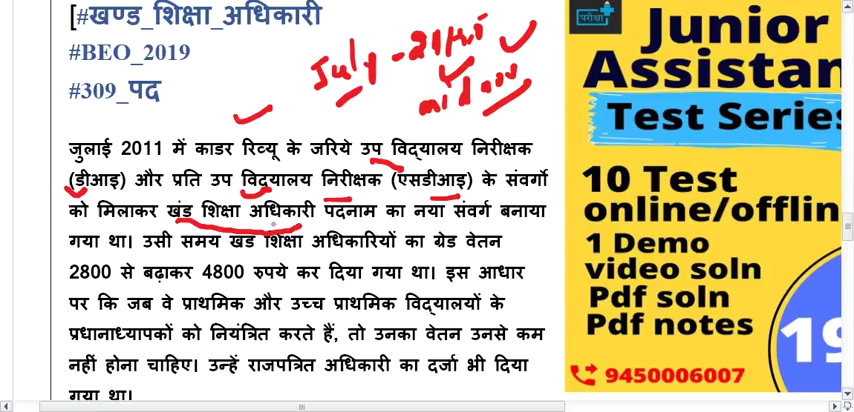 [#खण्ड_शिक्षा_अधिकारी
#BEO_2019
#309_पद
July -
mid nov
जुलाई 2011 में काडर रिव्यू के जरिये उप विद्यालय निरीक्षक
(डीआइ) और प्रति उप विद्यालय निरीक्षक (एसडीआइ) के संवर्गो
को मिलाकर खंड शिक्षा अधिकारी पदनाम का नया संवर्ग बनाया
गया था। उसी समय खंड शिक्षा अधिकारियों का ग्रेड वेतन
2800 से बढ़ाकर 4800 रुपये कर दिया गया था। इस आधार
पर कि जब वे प्राथमिक और उच्च प्राथमिक विद्यालयों के
प्रधानाध्यापकों को नियंत्रित करते हैं, तो उनका वेतन उनसे कम
नहीं होना चाहिए। उन्हें राजपत्रित अधिकारी का दर्जा भी दिया
गया था।
परीक्षा
Junior
Assistan
Test Serie
10 Test
online/offlin
1 Demo
video soln
Pdf soln
Pdf notes
19
9450006007